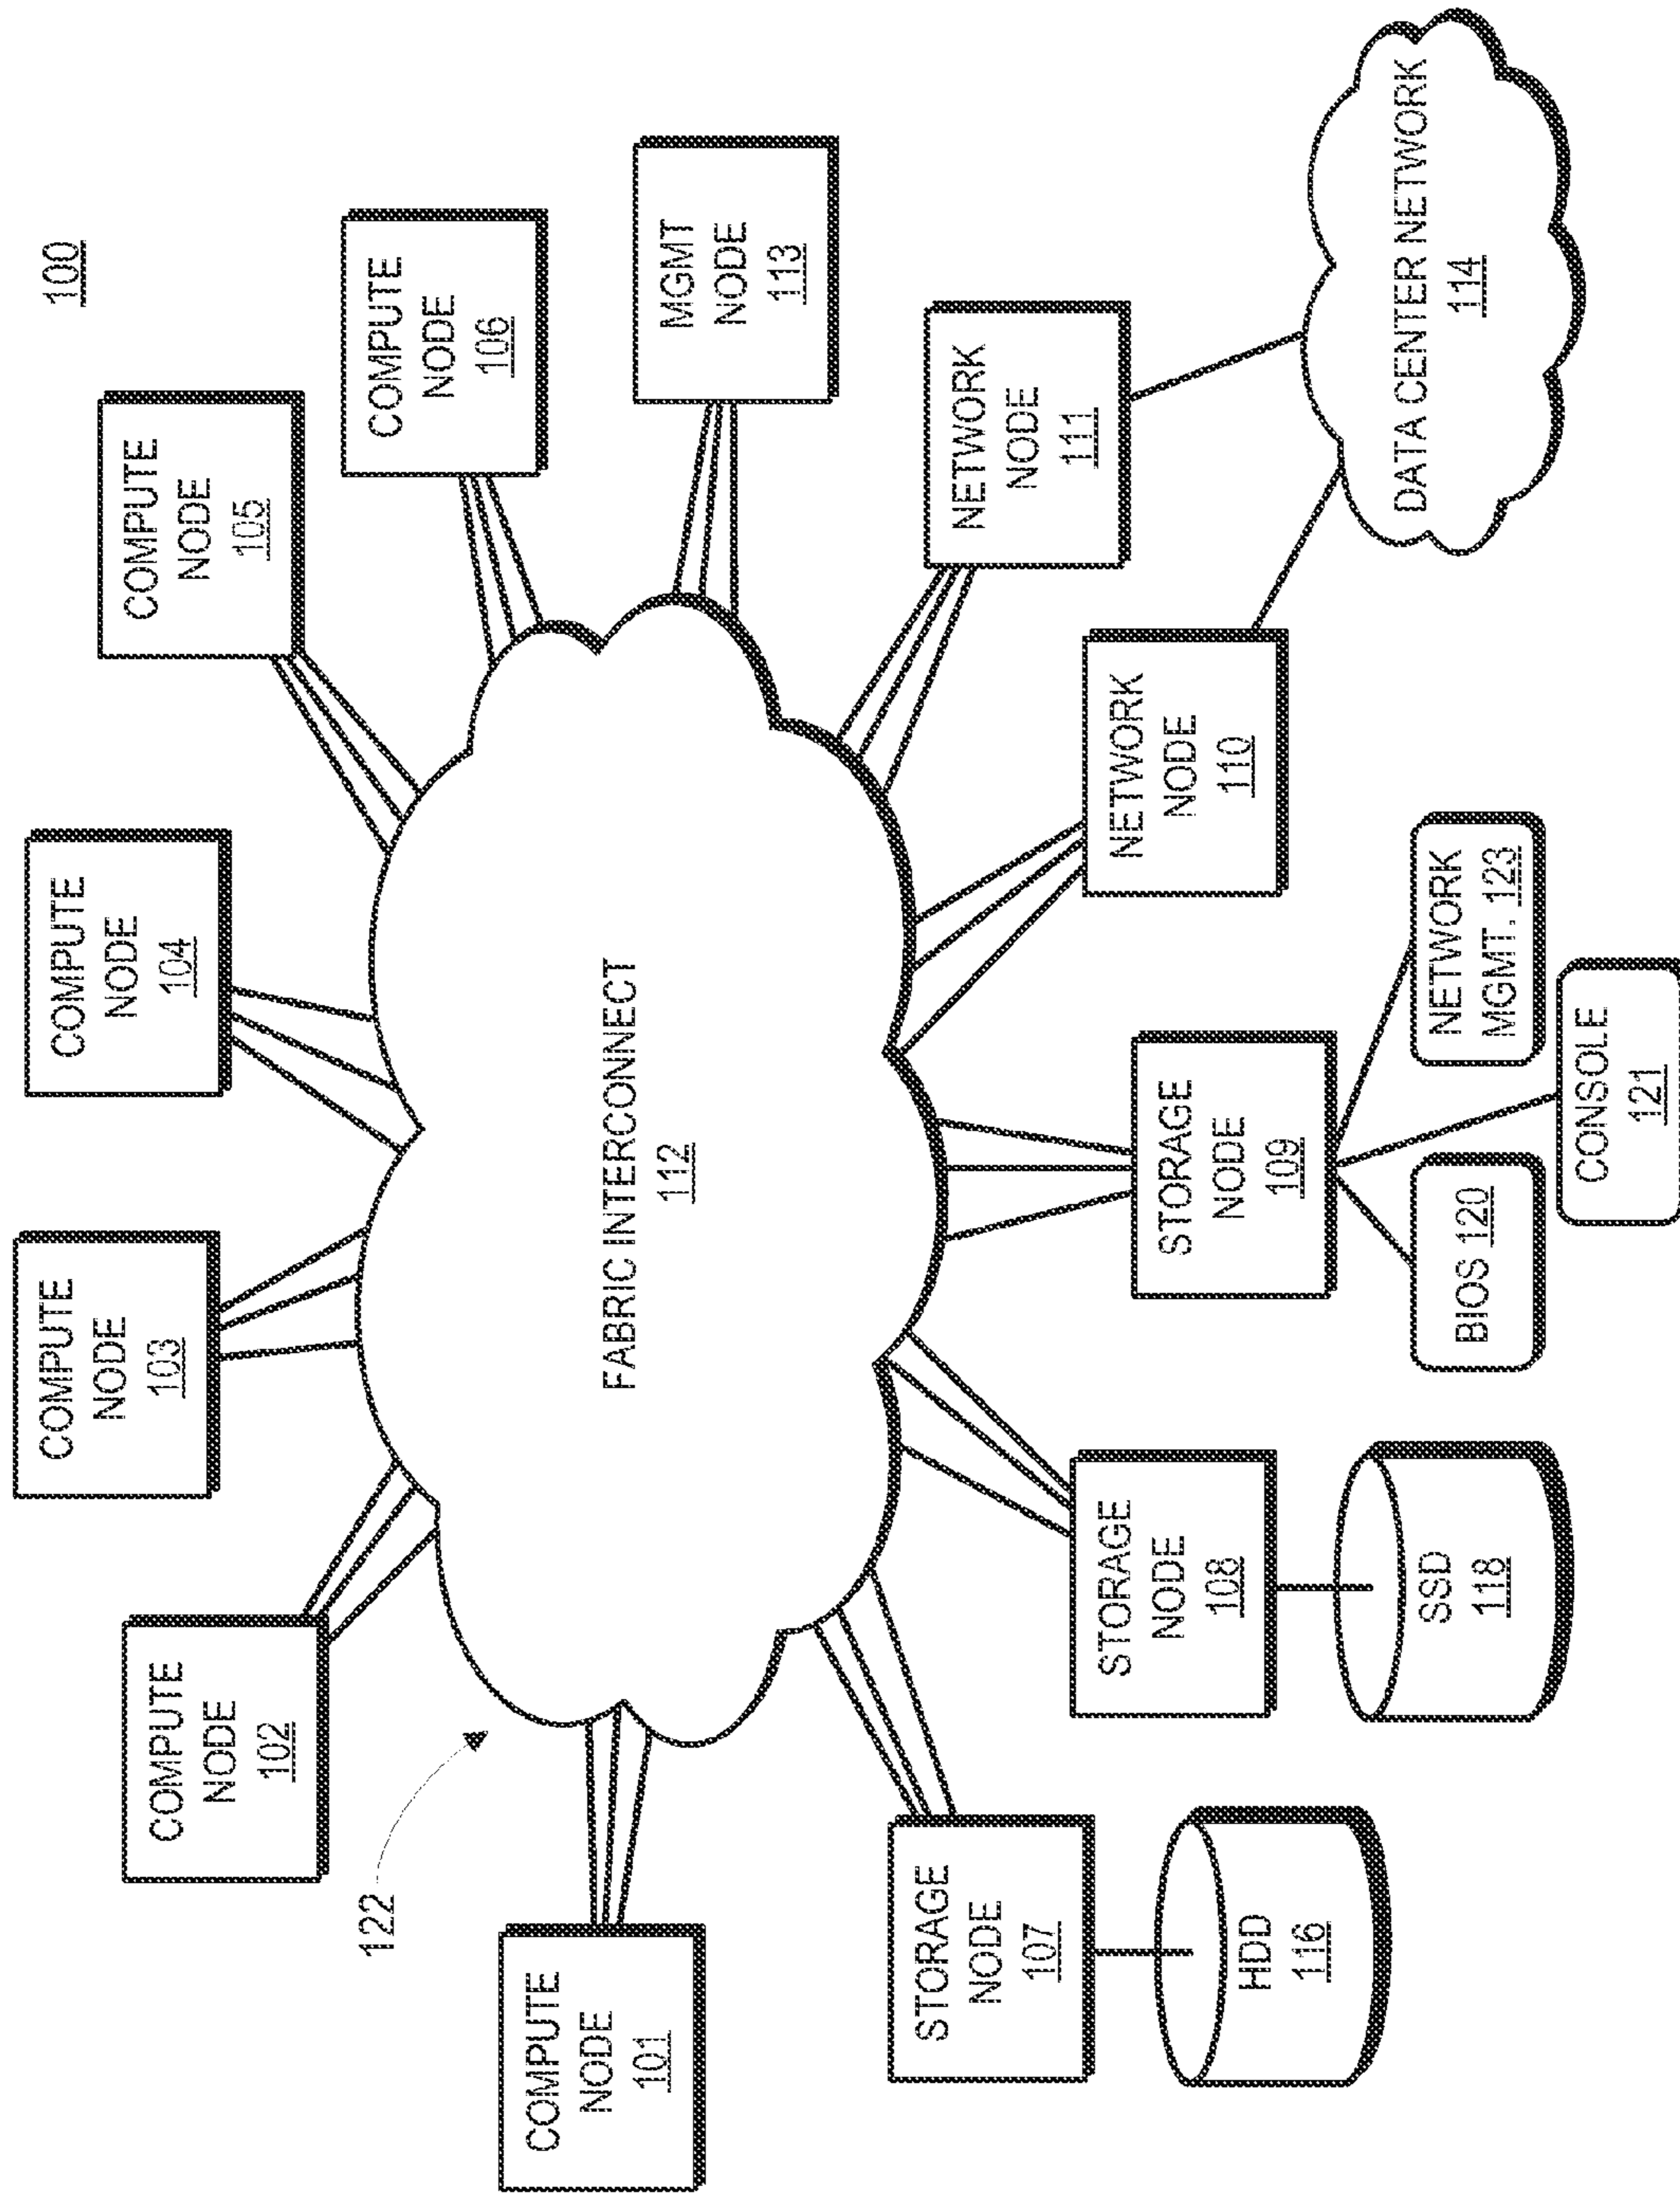 100
COMPUTE
NODE
101
COMPUTE
NODE
102
COMPUTE
NODE
103
COMPUTE
NODE
104
COMPUTE
NODE
105
COMPUTE
NODE
106
MGMT
NODE
113
122
FABRIC INTERCONNECT
112
STORAGE
NODE
107
HDD
116
STORAGE
NODE
108
SSD
118
STORAGE
NODE
109
BIOS 120
CONSOLE
121
NETWORK
MGMT. 123
NETWORK
NODE
110
NETWORK
NODE
111
DATA CENTER NETWORK
114